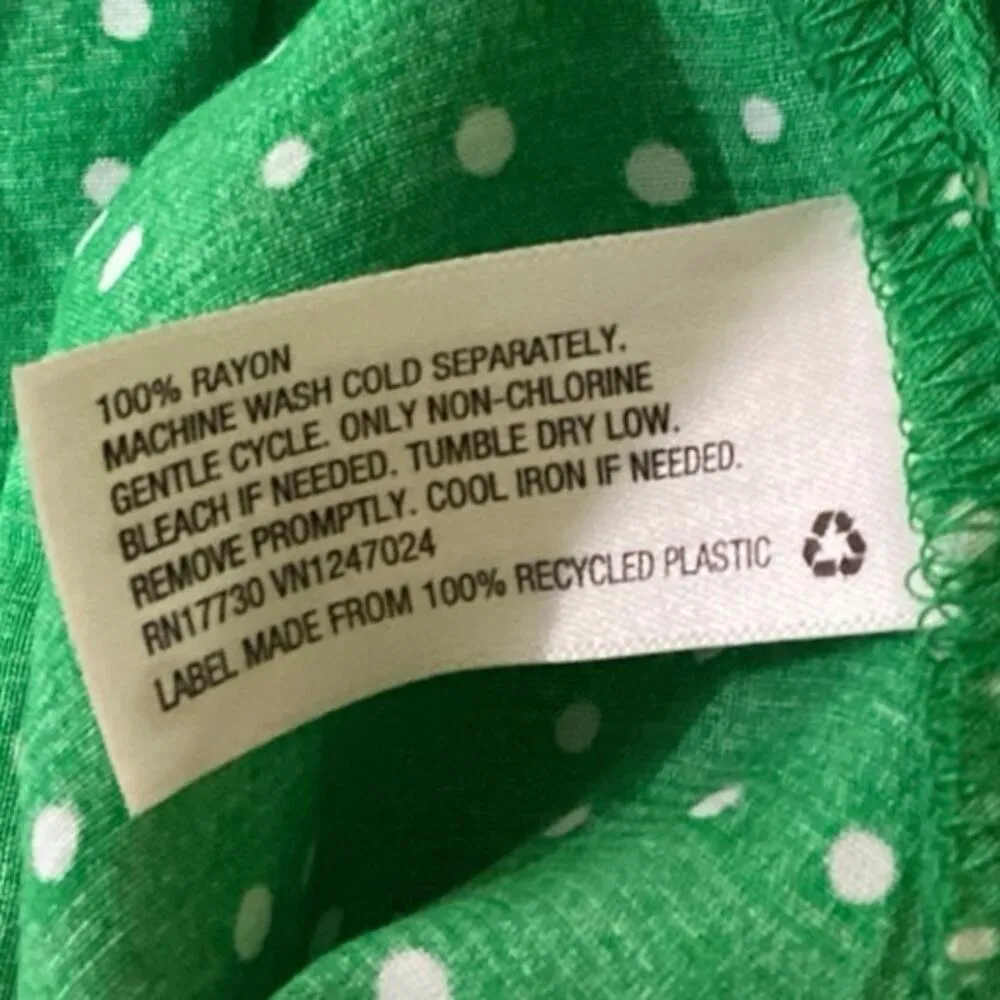 100% RAYON
MACHINE WASH COLD SEPARATELY.
GENTLE CYCLE. ONLY NON-CHLORINE
BLEACH IF NEEDED. TUMBLE DRY LOW.
REMOVE PROMPTLY. COOL IRON IF NEEDED.
RN17730 VN1247024
LABEL MADE FROM 100% RECYCLED PLASTIC